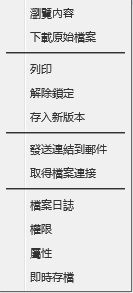 瀏覽內容
下載原始檔案
列印
解除鎖定
存入新版本
發送連結到郵件
取得檔案連接
檔案日誌
權限
屬性
即時存檔